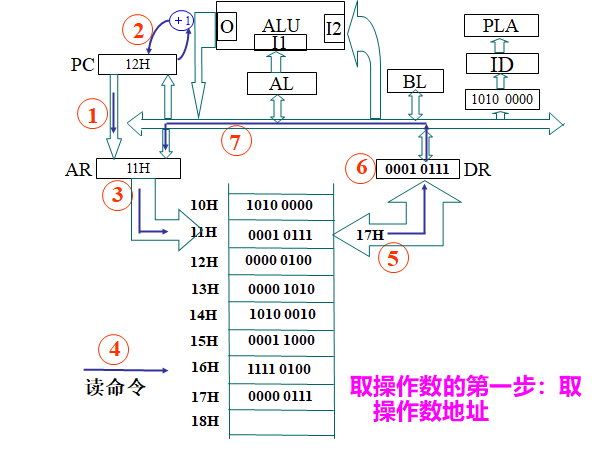 ② +1 O ALU I2 PLA
I1
PC 12H AL BL ID
1010 0000
①
⑦
AR 11H ⑥ 0001 0111 DR
③
10H 1010 0000
11H 0001 0111 17H
⑤
12H 0000 0100
13H 0000 1010
14H 1010 0010
15H 0001 1000
④ 16H 1111 0100
读命令 17H 0000 0111
18H
取操作数的第一步：取
操作数地址